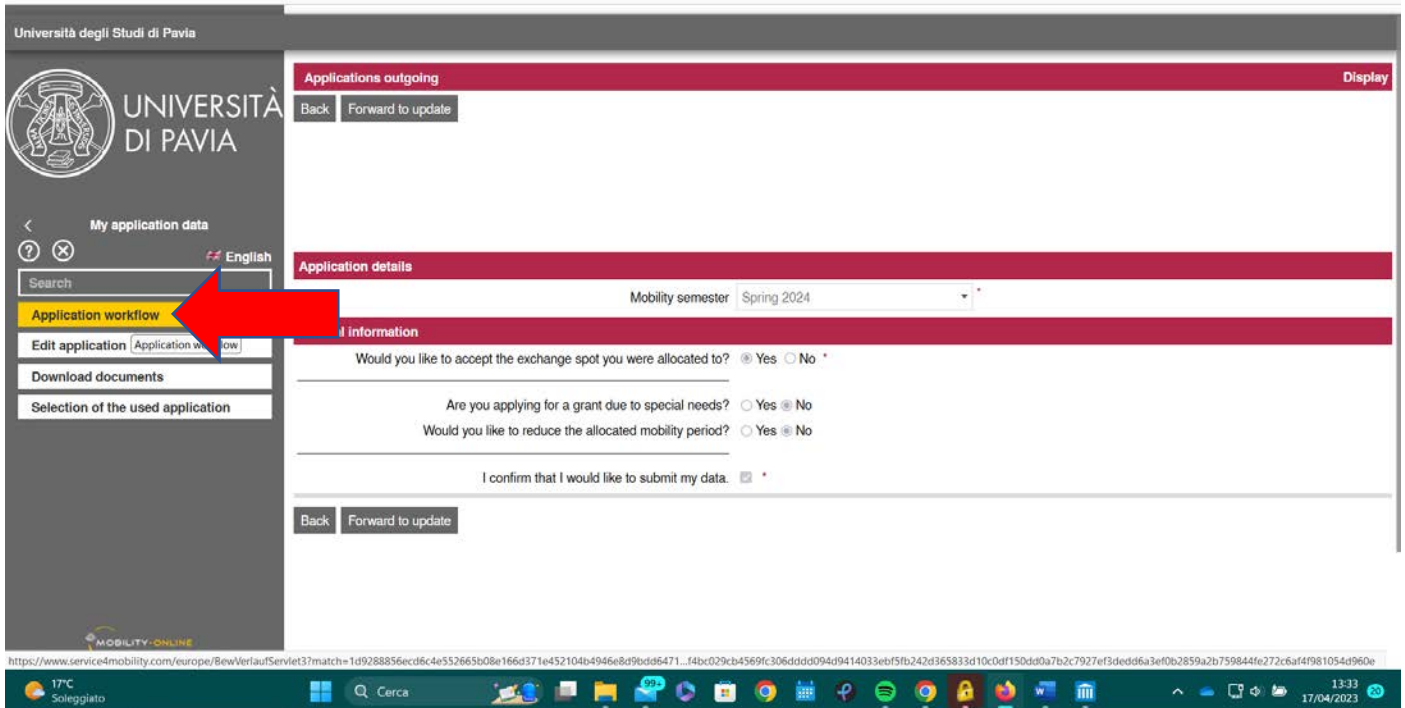 Università degli Studi di Pavia
UNIVERSITÀ
DI PAVIA
My application data
English
Search
Application workflow
Edit application
Application workflow
Download documents
Selection of the used application
MOBILITY-ONLINE
Applications outgoing Display
Back Forward to update
Application details
Mobility semester Spring 2024 *
information
Would you like to accept the exchange spot you were allocated to? Yes No *
Are you applying for a grant due to special needs? Yes No
Would you like to reduce the allocated mobility period? Yes No
I confirm that I would like to submit my data. *
Back Forward to update
17°C
Soleggiato
Cerca
99+
13:33
17/04/2023
20